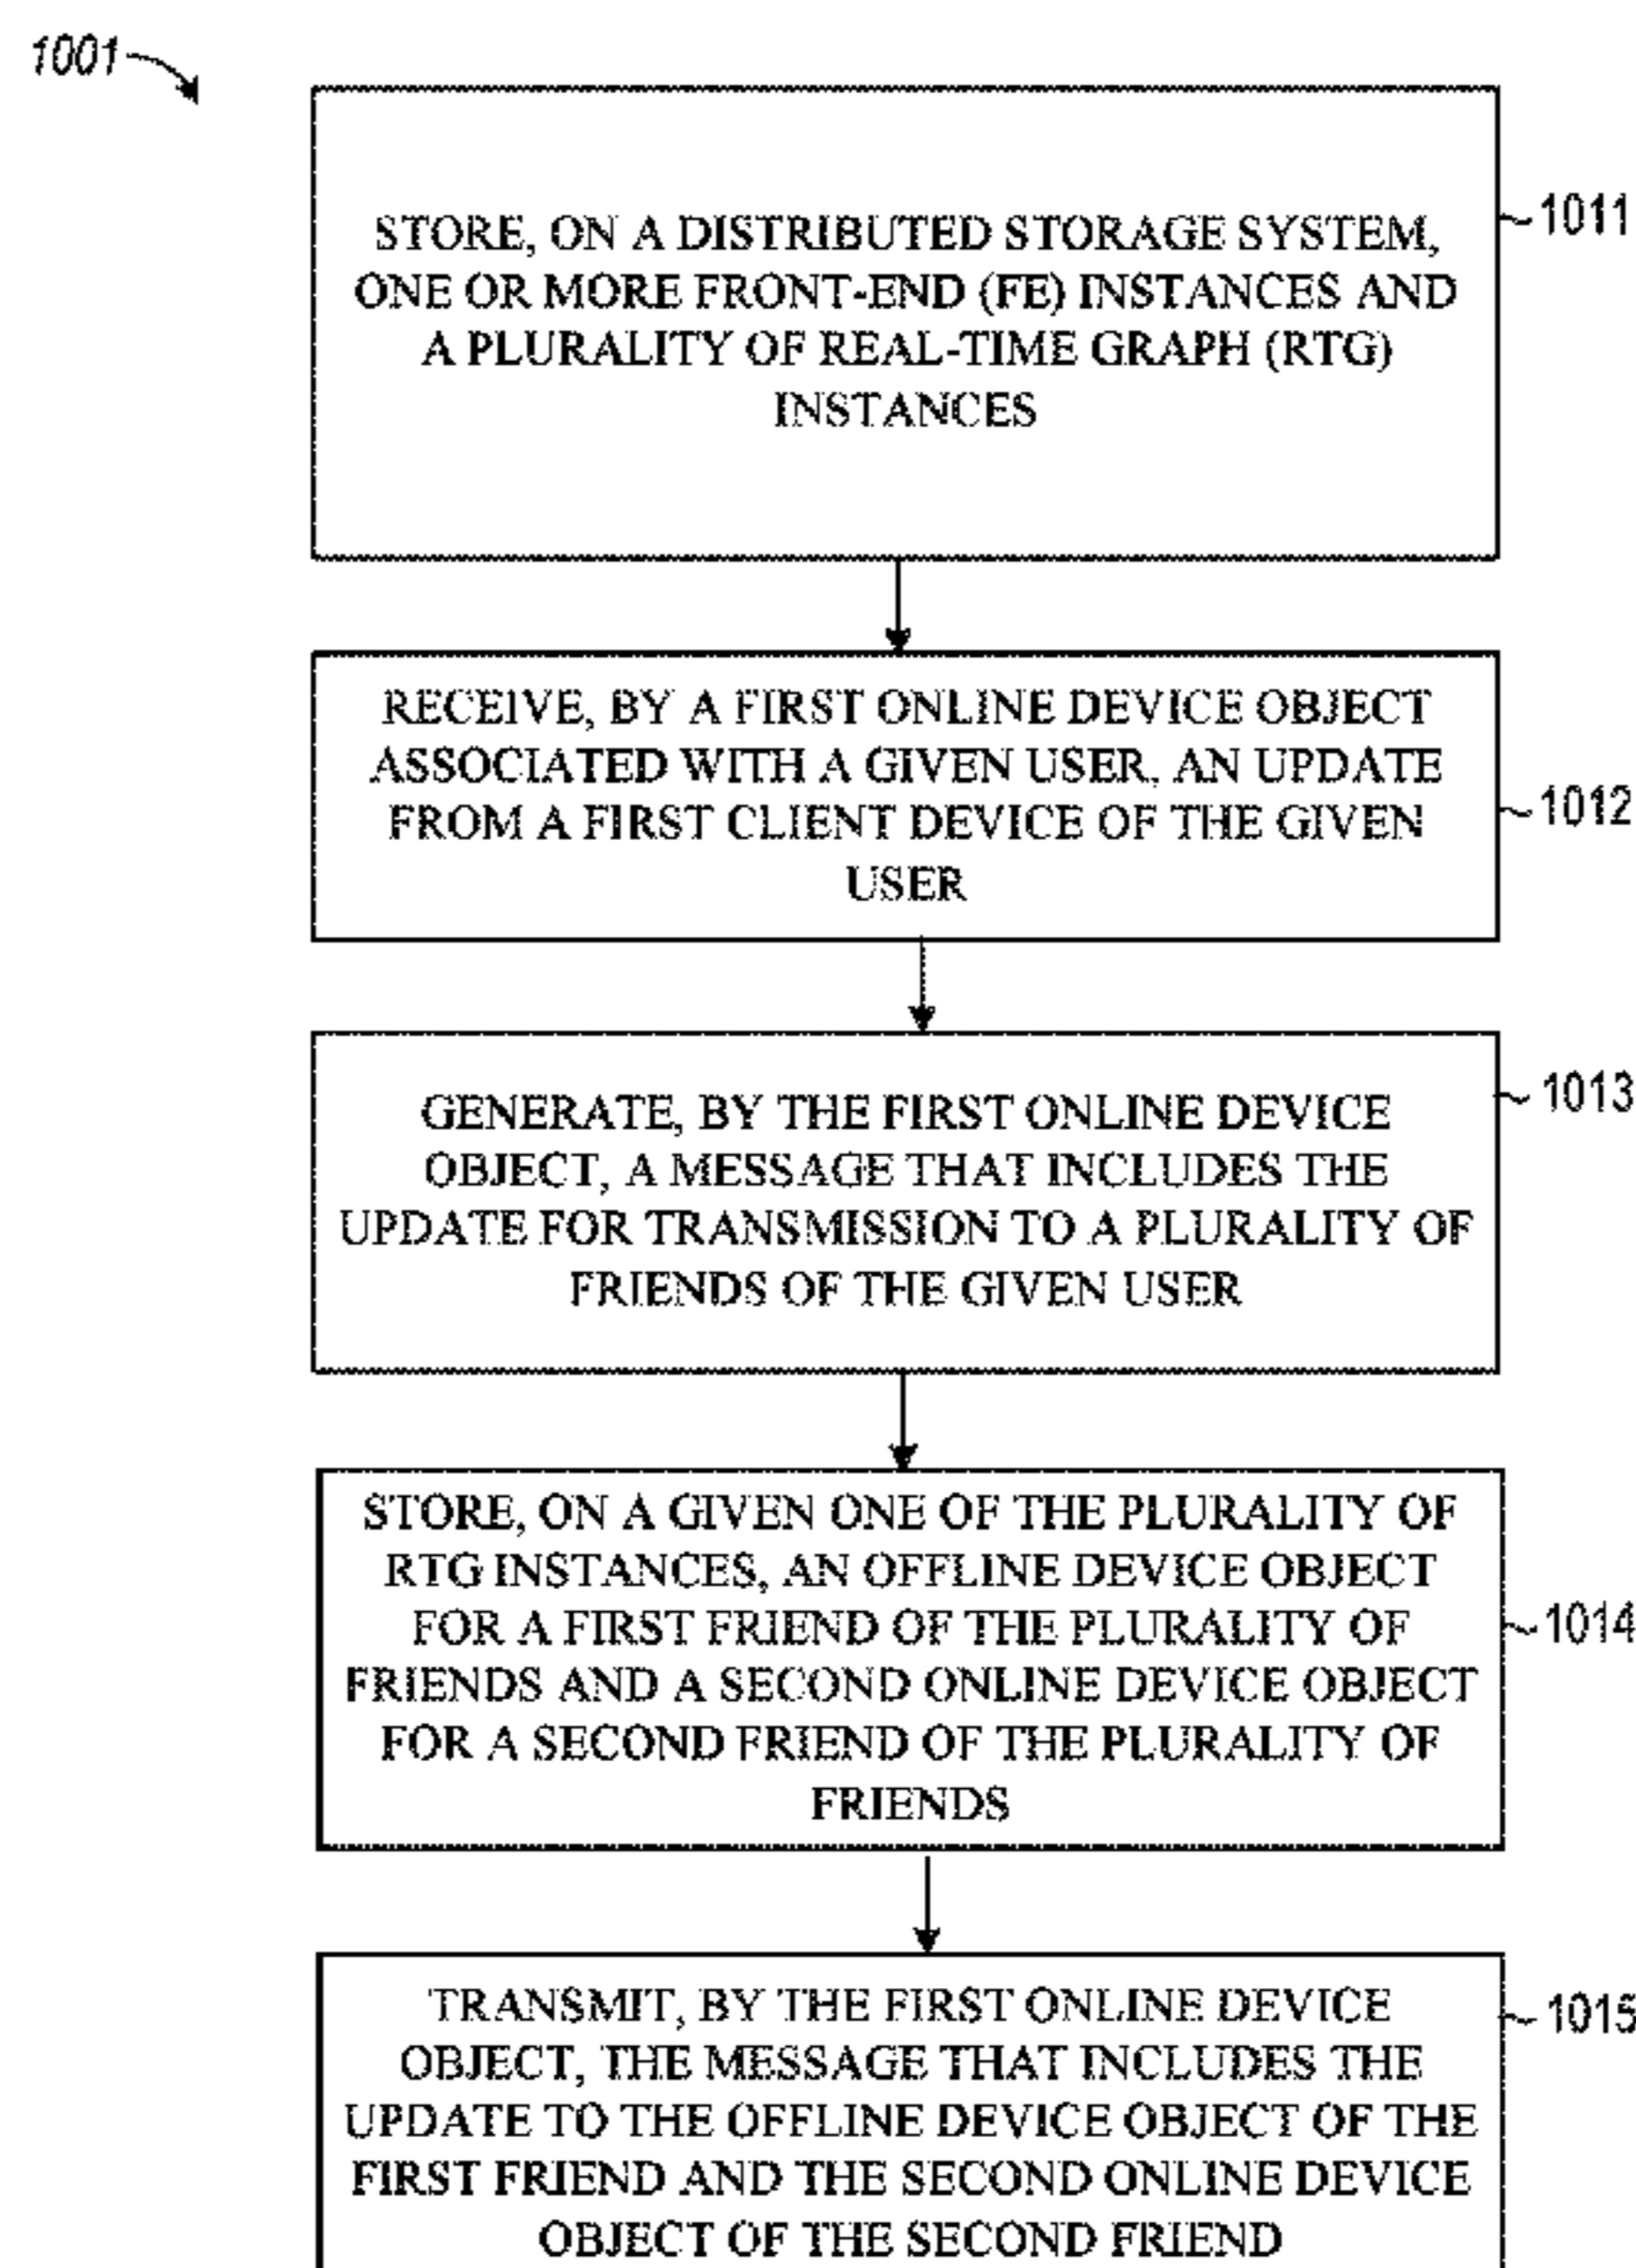 1001
STORE, ON A DISTRIBUTED STORAGE SYSTEM,
ONE OR MORE FRONT-END (FE) INSTANCES AND
A PLURALITY OF REAL-TIME GRAPH (RTG)
INSTANCES
1011
RECEIVE, BY A FIRST ONLINE DEVICE OBJECT
ASSOCIATED WITH A GIVEN USER, AN UPDATE
FROM A FIRST CLIENT DEVICE OF THE GIVEN
USER
1012
GENERATE, BY THE FIRST ONLINE DEVICE
OBJECT, A MESSAGE THAT INCLUDES THE
UPDATE FOR TRANSMISSION TO A PLURALITY OF
FRIENDS OF THE GIVEN USER
1013
STORE, ON A GIVEN ONE OF THE PLURALITY OF
RTG INSTANCES, AN OFFLINE DEVICE OBJECT
FOR A FIRST FRIEND OF THE PLURALITY OF
FRIENDS AND A SECOND ONLINE DEVICE OBJECT
FOR A SECOND FRIEND OF THE PLURALITY OF
FRIENDS
1014
TRANSMIT, BY THE FIRST ONLINE DEVICE
OBJECT, THE MESSAGE THAT INCLUDES THE
UPDATE TO THE OFFLINE DEVICE OBJECT OF THE
FIRST FRIEND AND THE SECOND ONLINE DEVICE
OBJECT OF THE SECOND FRIEND
1015